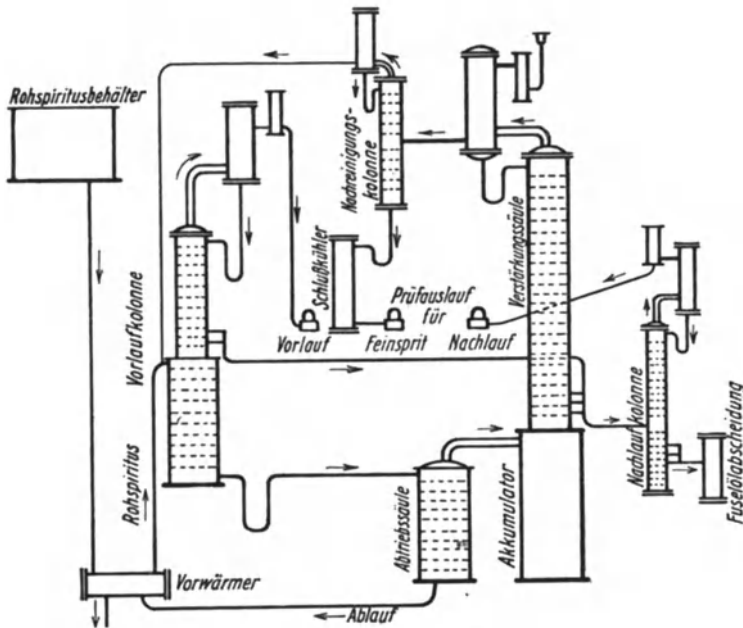 Rohspiritusbehälter
Nachreinigungs-
kolonne
Vorlaufkolonne
Schlußkühler
Verstärkungssäule
Prüfauslauf
für
Vorlauf
Feinsprit
Nachlauf
Rohspiritus
Abtriebssäule
Akkumulator
Nachlaufkolonne
Fuselölabscheidung
Vorwärmer
Ablauf